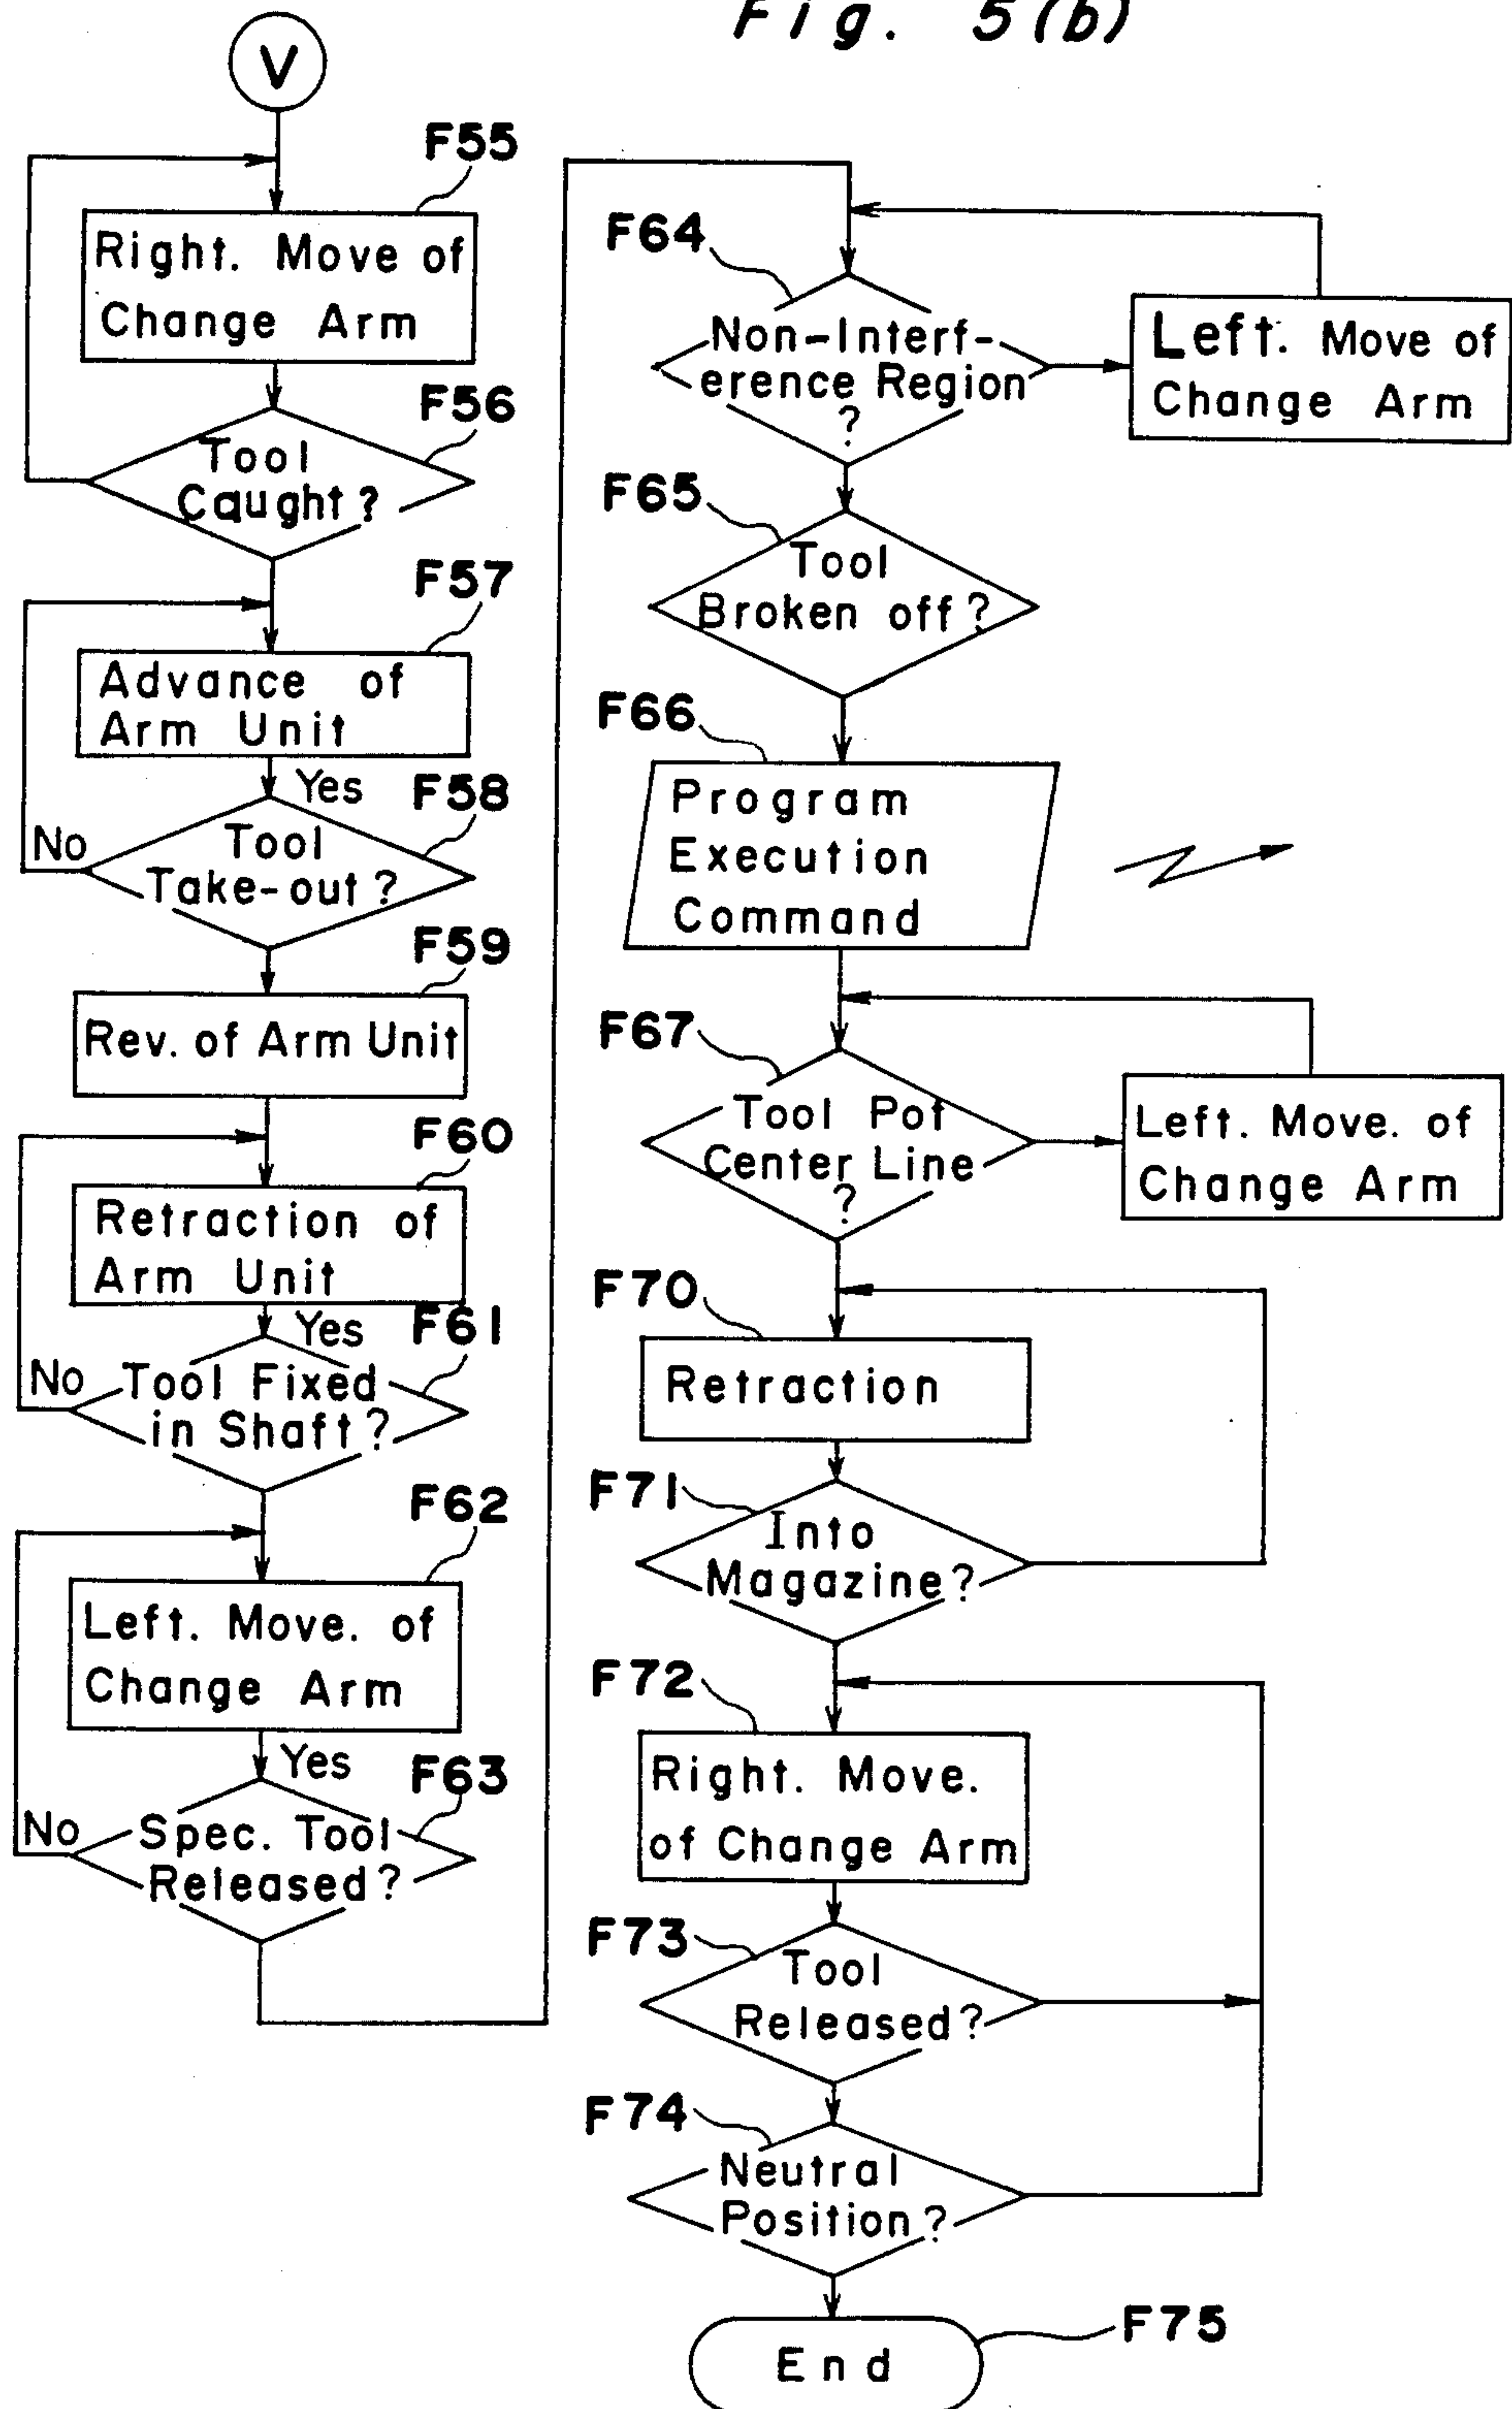 Fig. 5(b)
V
F55
Right. Move of
Change Arm
F56
Tool
Caught?
F57
Advance of
Arm Unit
Yes
F58
No
Tool
Take-out?
F59
Rev. of Arm Unit
F60
Retraction of
Arm Unit
Yes
F61
No
Tool Fixed
in Shaft?
F62
Left. Move. of
Change Arm
Yes
F63
No
Spec. Tool
Released?
F64
Non-Interf-
erence Region
?
Left. Move of
Change Arm
F65
Tool
Broken off?
F66
Program
Execution
Command
F67
Tool Pot
Center Line
?
Left. Move. of
Change Arm
F70
Retraction
F71
Into
Magazine?
F72
Right. Move.
of Change Arm
F73
Tool
Released?
F74
Neutral
Position?
End
F75